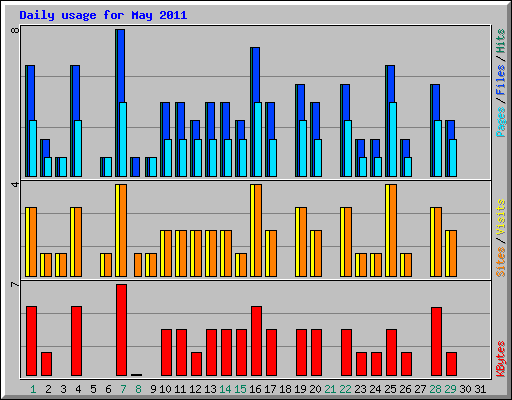 Daily usage for May 2011
8
4
7
Pages / Files / Hits
Sites / Visits
KBytes
1 2 3 4 5 6 7 8 9 10 11 12 13 14 15 16 17 18 19 20 21 22 23 24 25 26 27 28 29 30 31